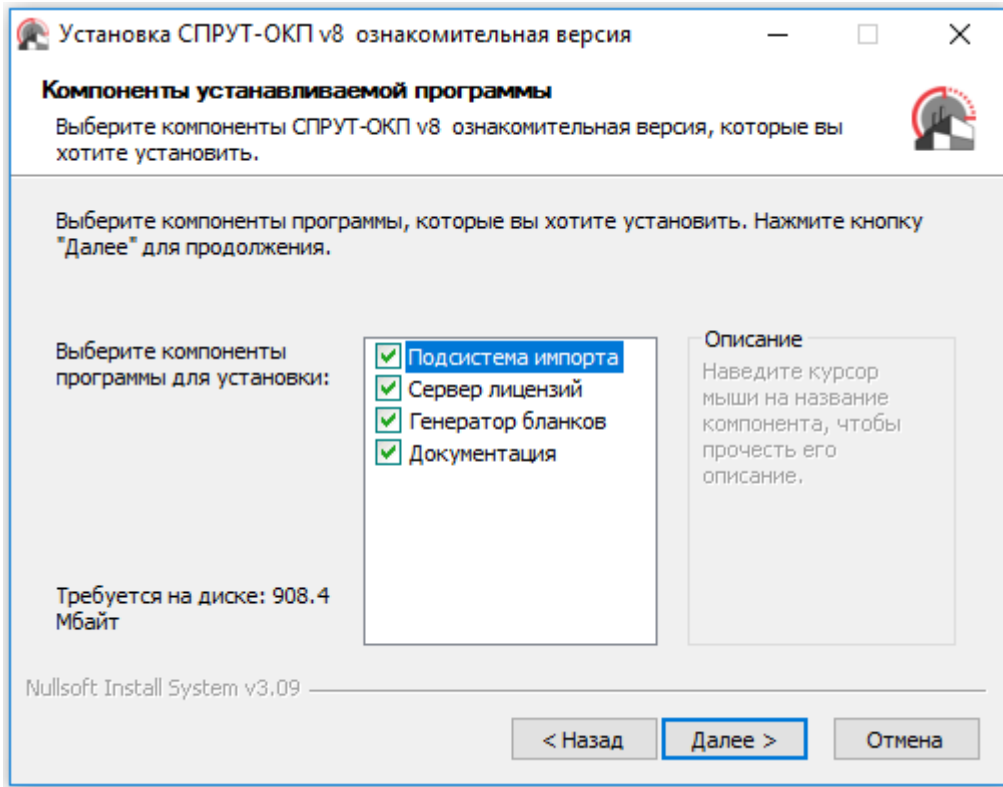 Установка СПРУТ-ОКП v8 ознакомительная версия
Компоненты устанавливаемой программы
Выберите компоненты СПРУТ-ОКП v8 ознакомительная версия, которые вы
хотите установить.
Выберите компоненты программы, которые вы хотите установить. Нажмите кнопку
"Далее" для продолжения.
Выберите компоненты
программы для установки:
Подсистема импорта
Сервер лицензий
Генератор бланков
Документация
Описание
Наведите курсор
мыши на название
компонента, чтобы
прочесть его
описание.
Требуется на диске: 908.4
Мбайт
Nullsoft Install System v3.09
< Назад
Далее >
Отмена